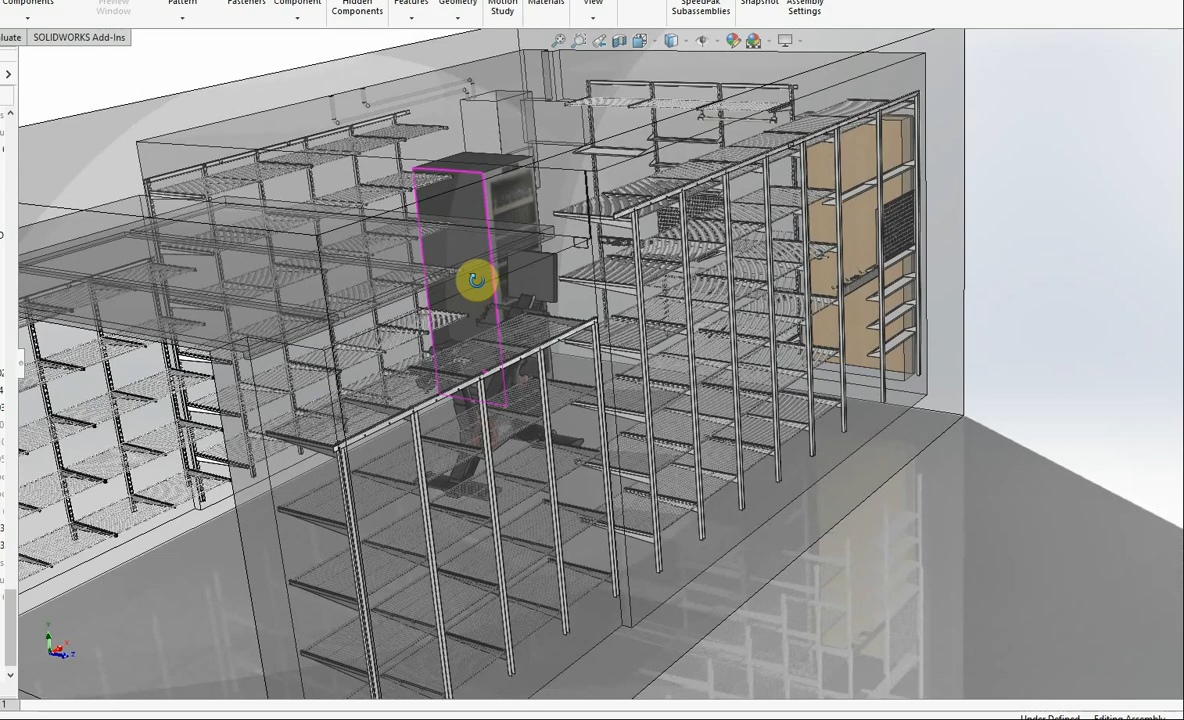 Components Preview Pattern Fasteners Component Hidden Features Geometry Motion Materials View SpeedPak Snapshot Assembly
Window Components Study Subassemblies Settings
luate SOLIDWORKS Add-Ins
1
Under Defined Editing Assembly